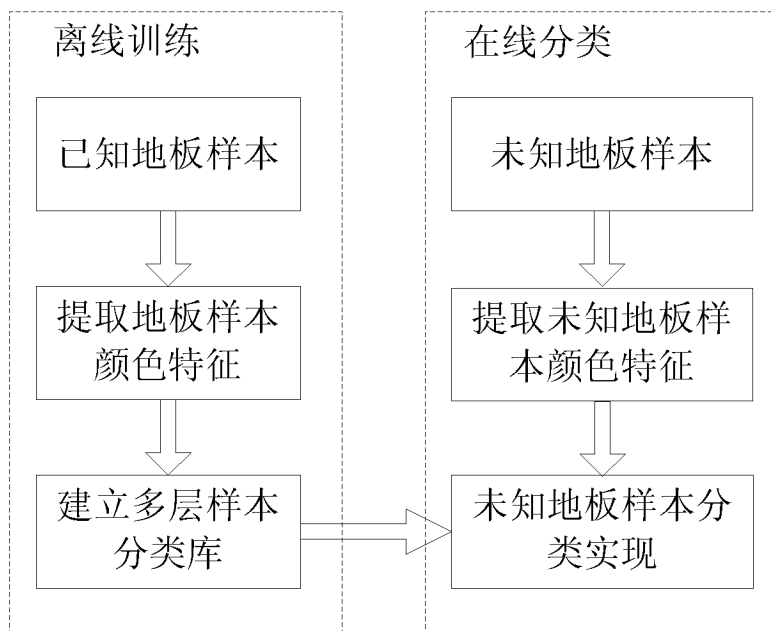 离线训练
已知地板样本
提取地板样本
颜色特征
建立多层样本
分类库
在线分类
未知地板样本
提取未知地板样
本颜色特征
未知地板样本分
类实现